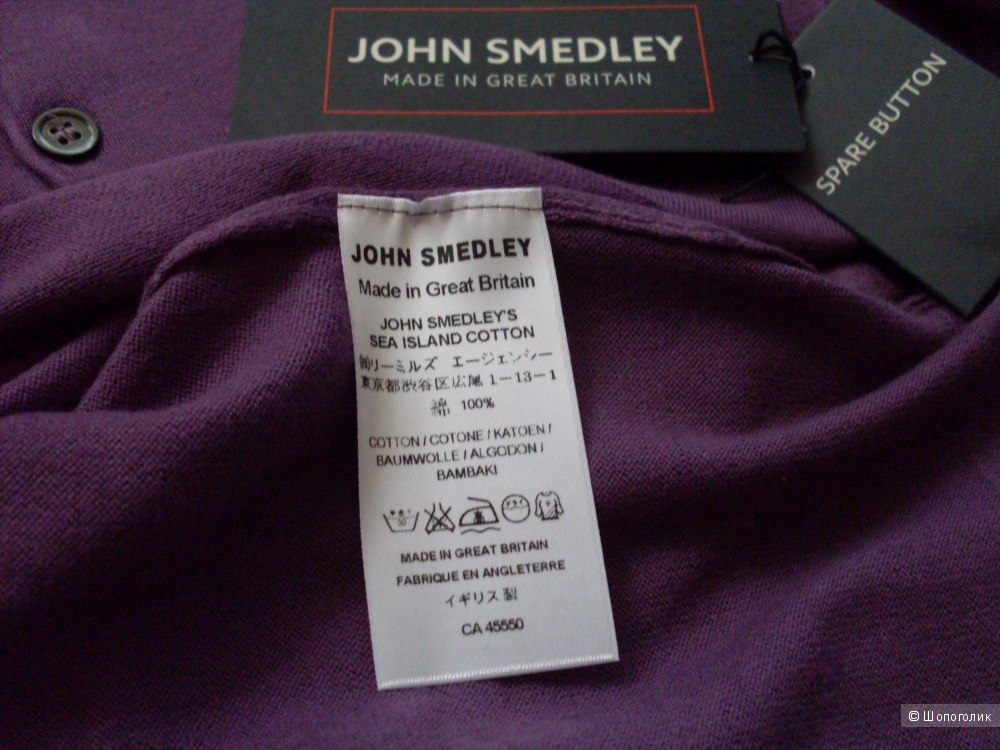 JOHN SMEDLEY
MADE IN GREAT BRITAIN
SPARE BUTTON
JOHN SMEDLEY
Made in Great Britain
JOHN SMEDLEY'S
SEA ISLAND COTTON
㈱リーミルズ エージェンシー
東京都渋谷区広尾 1-13-1
綿 100%
COTTON / COTONE / KATOEN /
BAUMWOLLE / ALGODON /
BAMBAKI
MADE IN GREAT BRITAIN
FABRIQUE EN ANGLETERRE
イギリス製
CA 45550
© Шопоголик